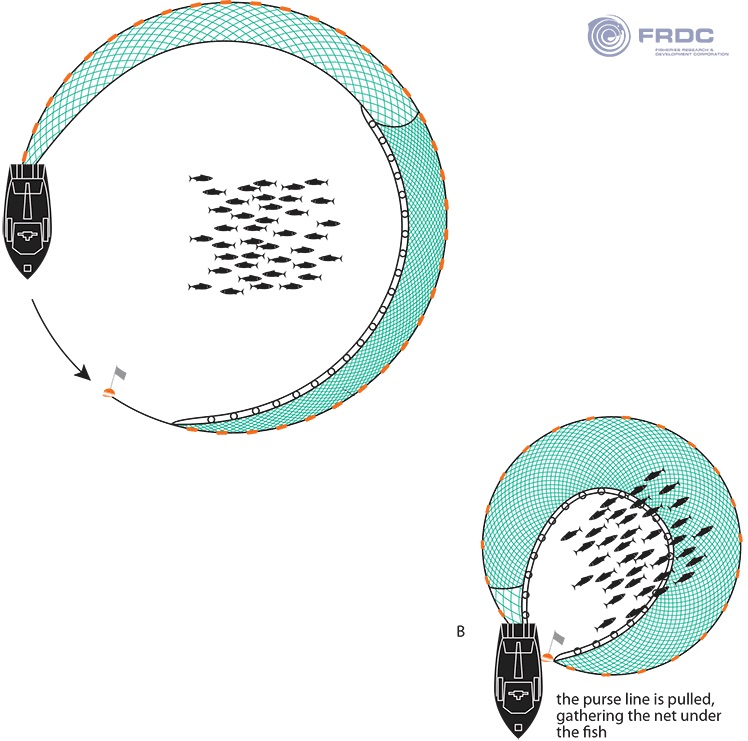 FRDC
FISHERIES RESEARCH &
DEVELOPMENT CORPORATION
B
the purse line is pulled,
gathering the net under
the fish